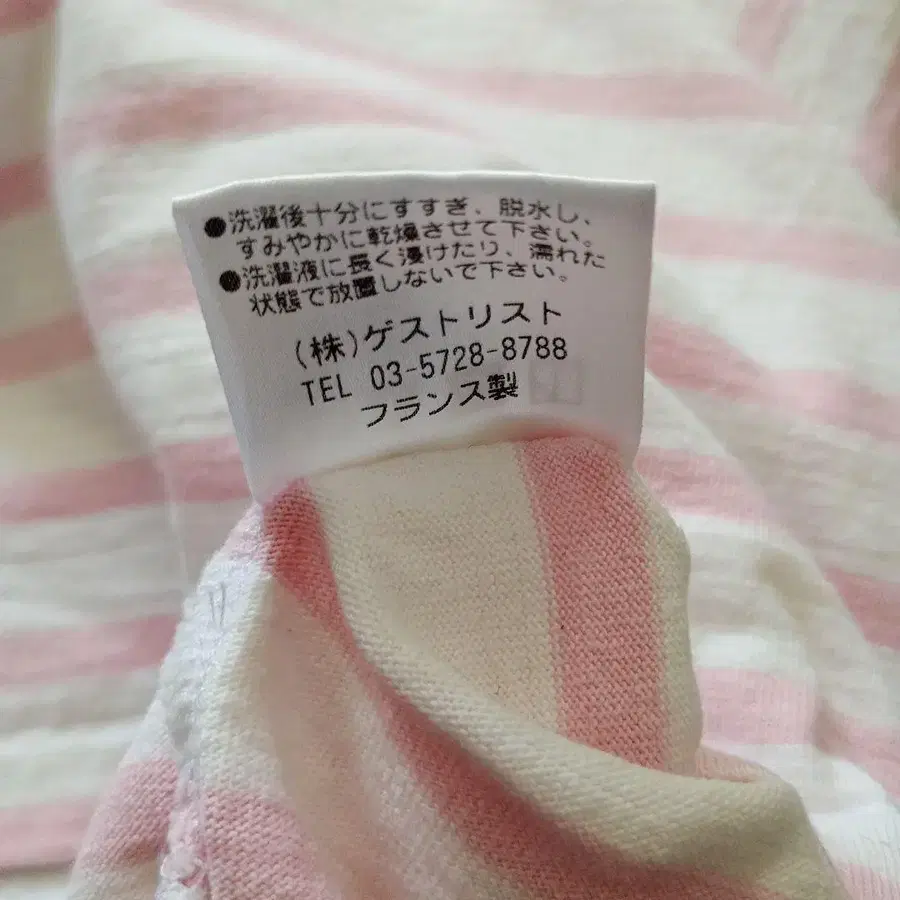 ●洗濯後十分にすすぎ、脱水し、
すみやかに乾燥させて下さい。
●洗濯液に長く浸けたり、濡れた
状態で放置しないで下さい。
(株)ゲストリスト
TEL 03-5728-8788
フランス製